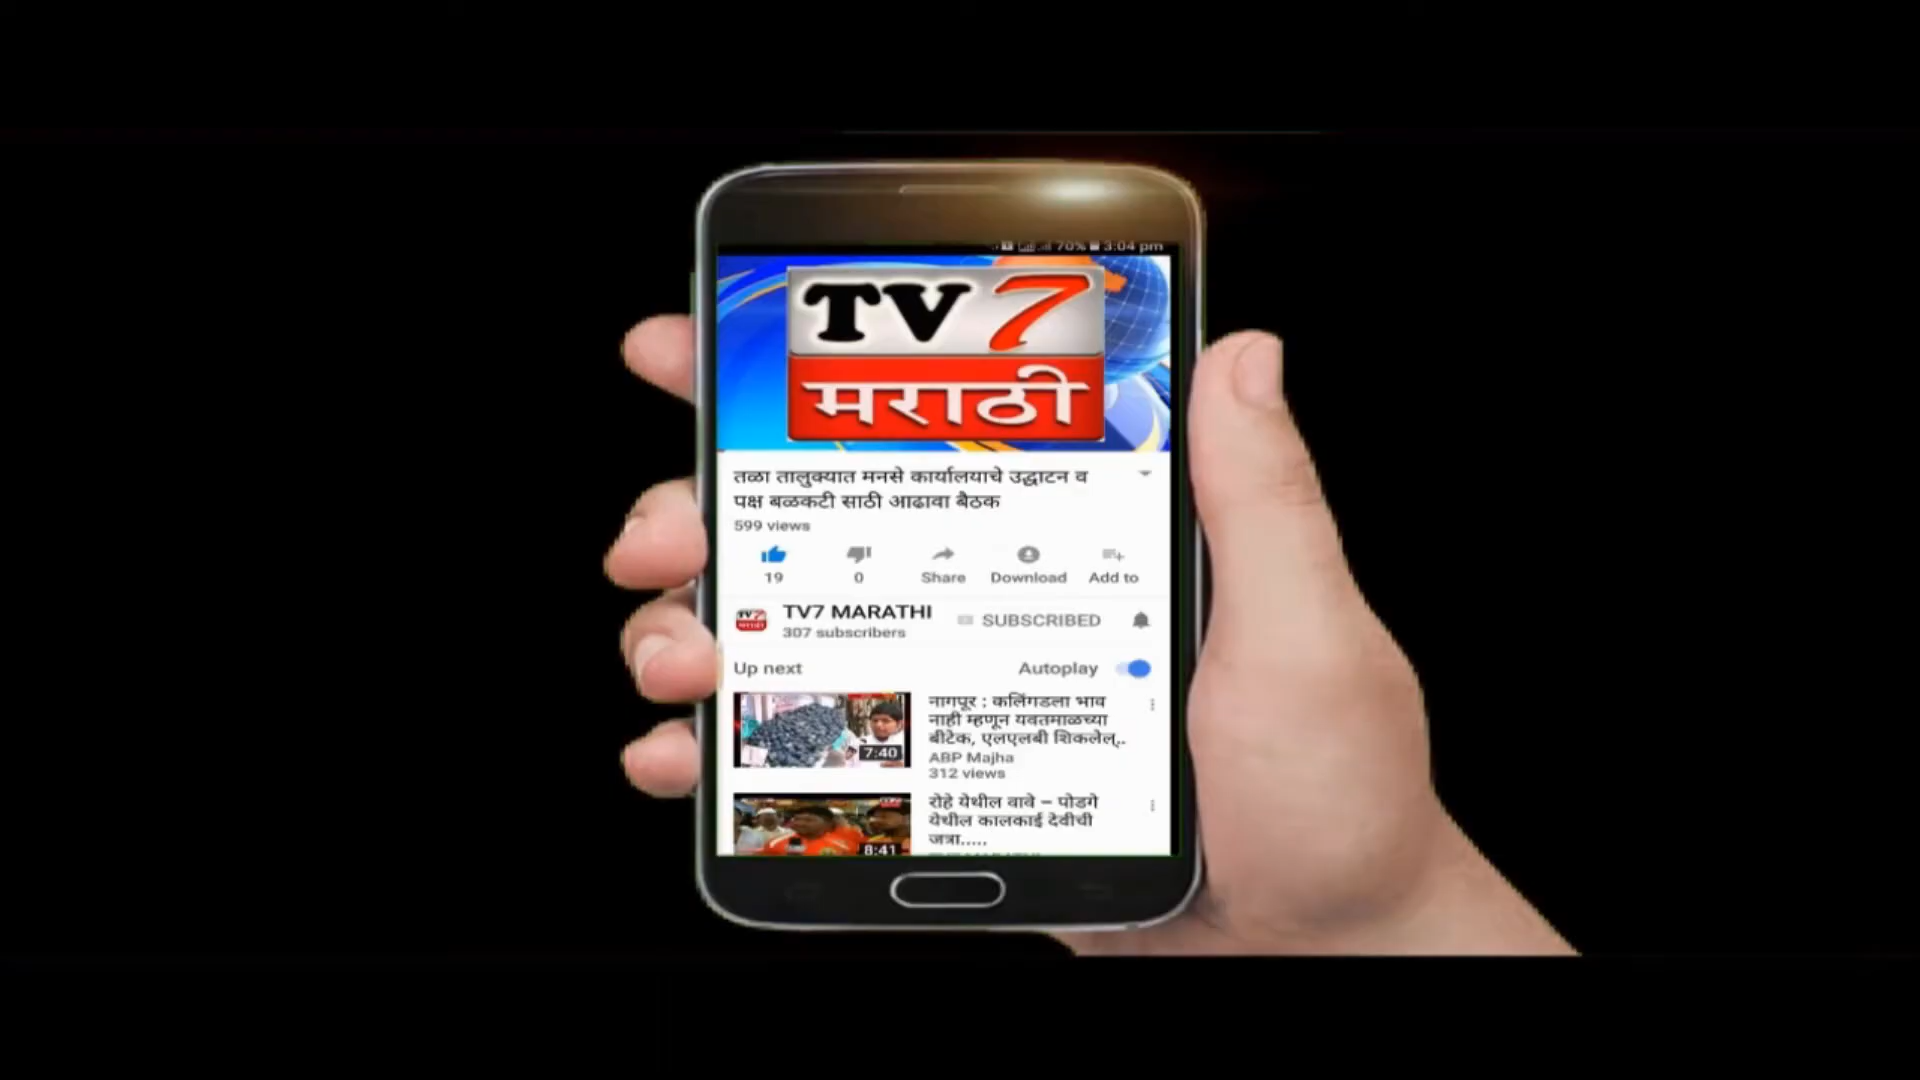 70% 3:04 pm
TV 7
मराठी
तळा तालुक्यात मनसे कार्यालयाचे उद्घाटन व
पक्ष बळकटी साठी आढावा बैठक
599 views
19
0
Share
Download
Add to
TV7 MARATHI
307 subscribers
SUBSCRIBED
Up next
Autoplay
नागपूर : कलिंगडला भाव
नाही म्हणून यवतमाळच्या
बीटेक, एलएलबी शिकलेल्..
ABP Majha
312 views
7:40
रोहे येथील वावे – पोडगे
येथील कालकाई देवीची
जत्रा.....
8:41